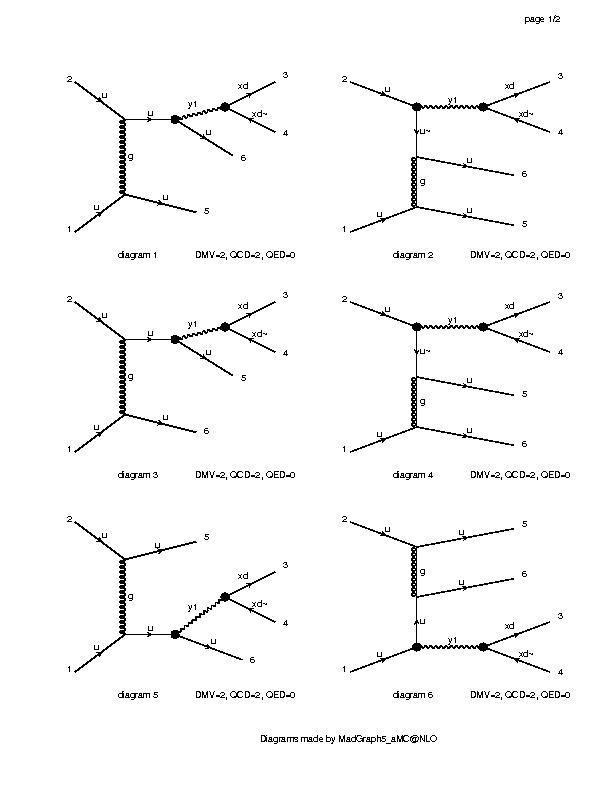 page 1/2
2
u
u
y1
xd
3
xd~
4
u
6
g
u
1
u
5
diagram 1 DMV=2, QCD=2, QED=0
2
u
y1
xd
3
xd~
4
u~
u
6
g
u
1
u
5
diagram 2 DMV=2, QCD=2, QED=0
2
u
u
y1
xd
3
xd~
4
u
5
g
u
1
u
6
diagram 3 DMV=2, QCD=2, QED=0
2
u
y1
xd
3
xd~
4
u~
u
5
g
u
1
u
6
diagram 4 DMV=2, QCD=2, QED=0
2
u
u
5
g
xd
3
y1
xd~
4
u
u
6
u
1
diagram 5 DMV=2, QCD=2, QED=0
2
u
u
5
g
u
6
u
xd
3
u
y1
xd~
1
4
diagram 6 DMV=2, QCD=2, QED=0
Diagrams made by MadGraph5_aMC@NLO